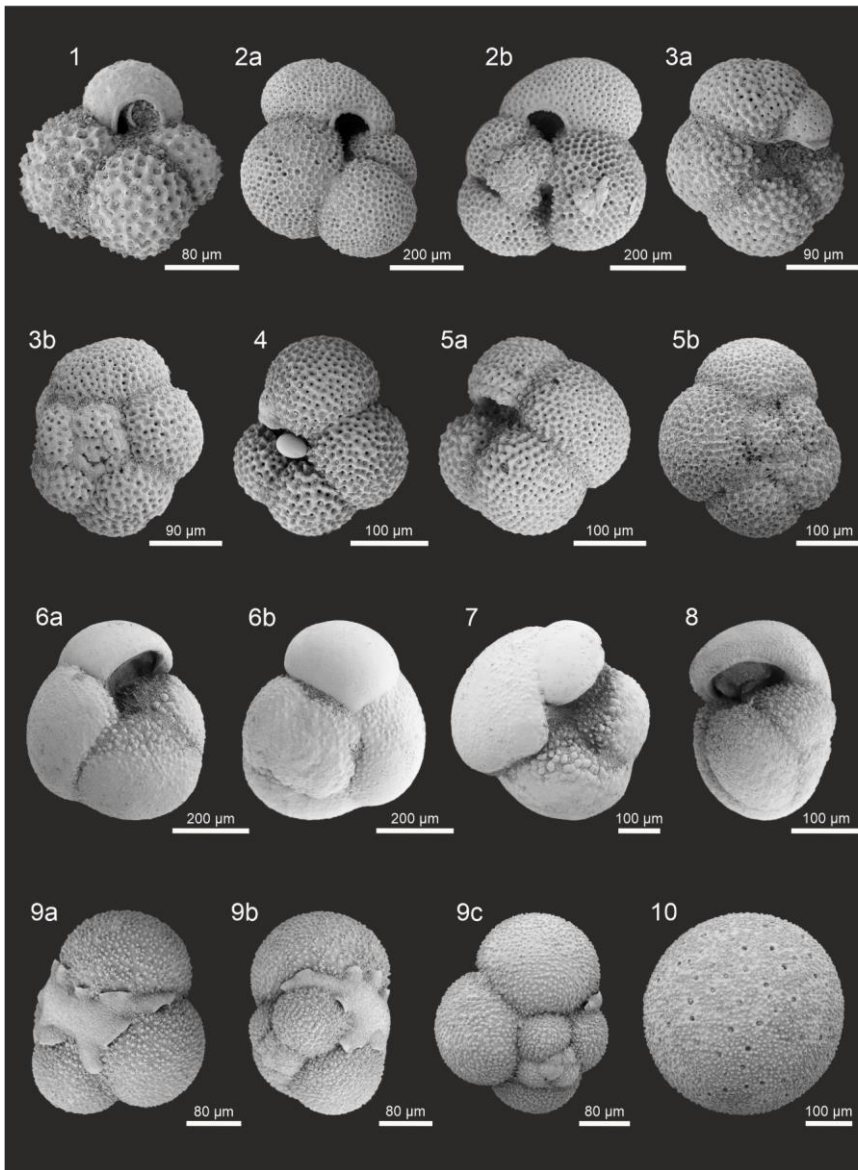 1 2a 2b 3a
80 µm 200 µm 200 µm 90 µm
3b 4 5a 5b
90 µm 100 µm 100 µm 100 µm
6a 6b 7 8
200 µm 200 µm 100 µm 100 µm
9a 9b 9c 10
80 µm 80 µm 80 µm 100 µm